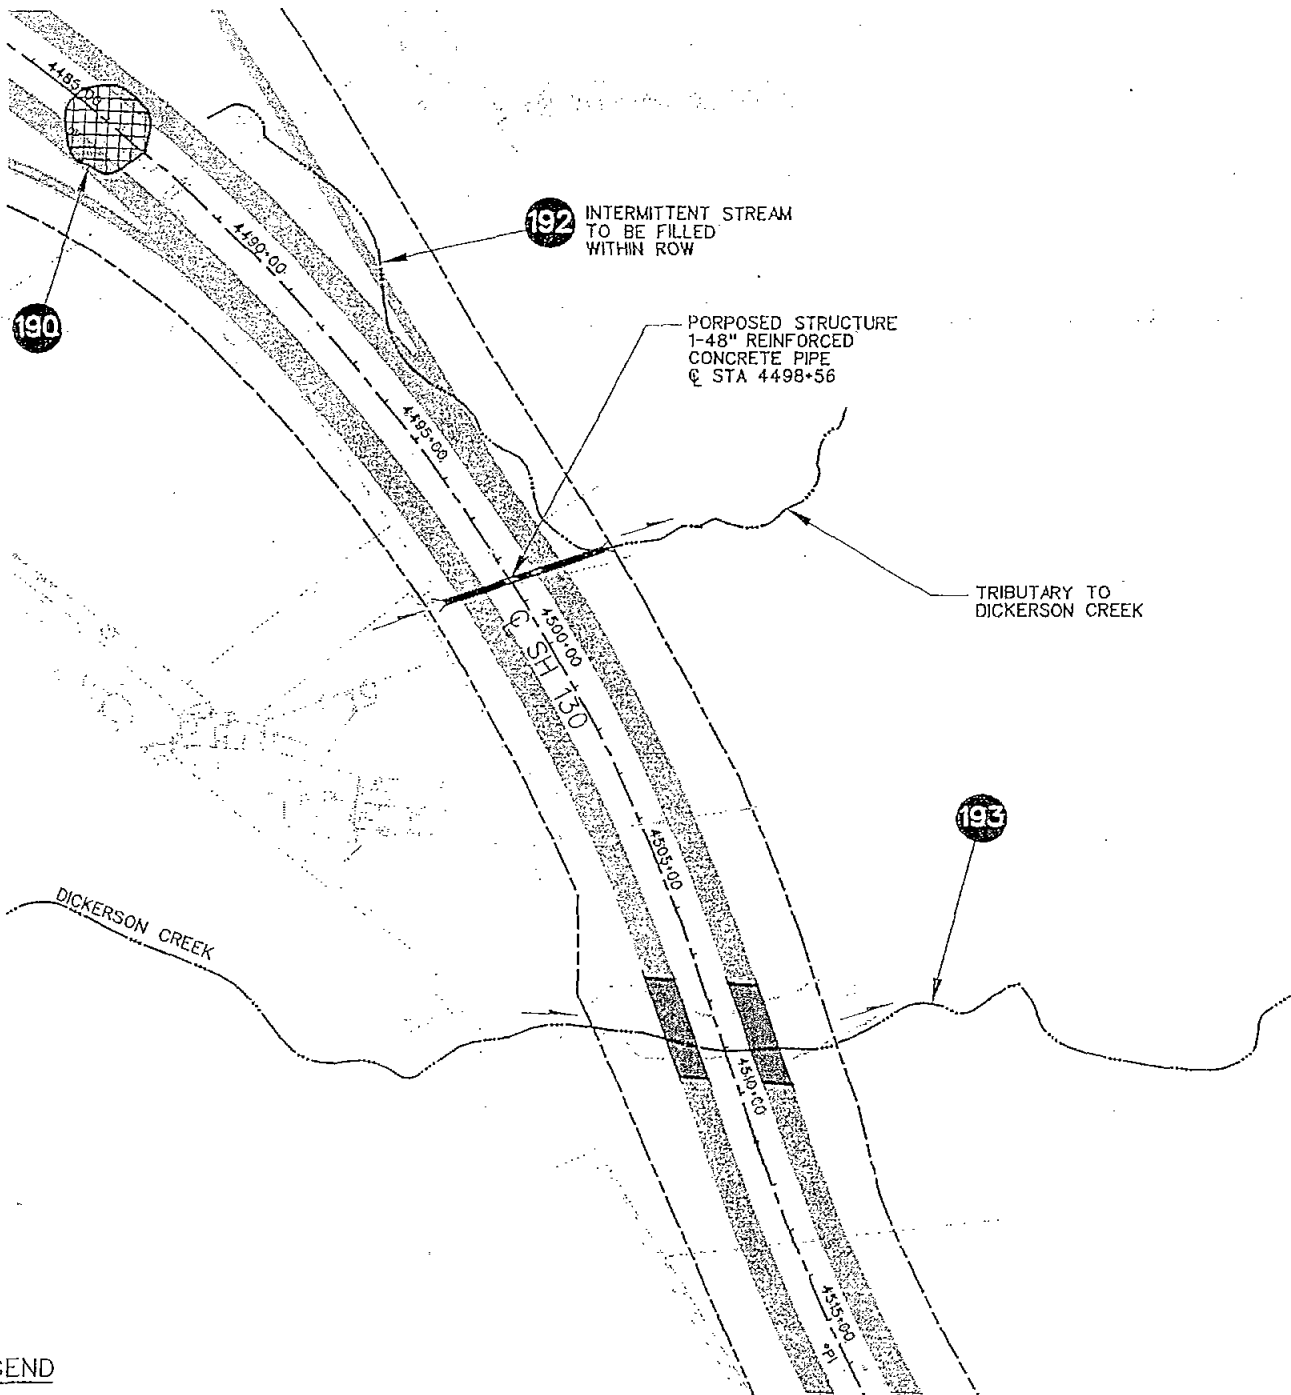 4485+00
192
INTERMITTENT STREAM
TO BE FILLED
WITHIN ROW
4490+00
190
PORPOSED STRUCTURE
1-48" REINFORCED
CONCRETE PIPE
℄ STA 4498+56
4495+00
TRIBUTARY TO
DICKERSON CREEK
4500+00
℄ SH 130
193
4505+00
DICKERSON CREEK
4510+00
4515+00
PI
GEND